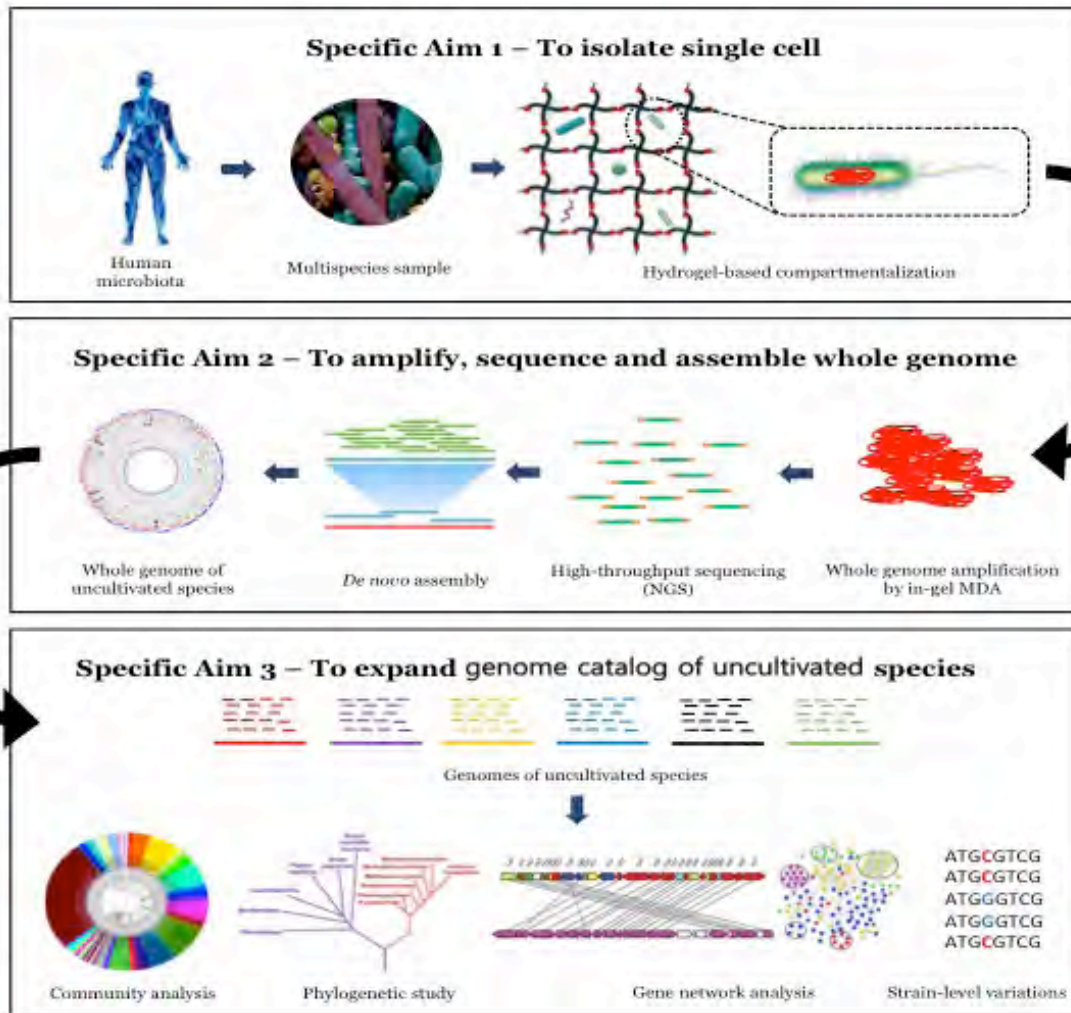 Specific Aim 1 – To isolate single cell
Human
microbiota
Multispecies sample
Hydrogel-based compartmentalization
Specific Aim 2 – To amplify, sequence and assemble whole genome
Whole genome of
uncultivated species
De novo assembly
High-throughput sequencing
(NGS)
Whole genome amplification
by in-gel MDA
Specific Aim 3 – To expand genome catalog of uncultivated species
Genomes of uncultivated species
ATGCGTCG
ATGCGTCG
ATGGGTCG
ATGGGTCG
ATGCGTCG
Community analysis
Phylogenetic study
Gene network analysis
Strain-level variations